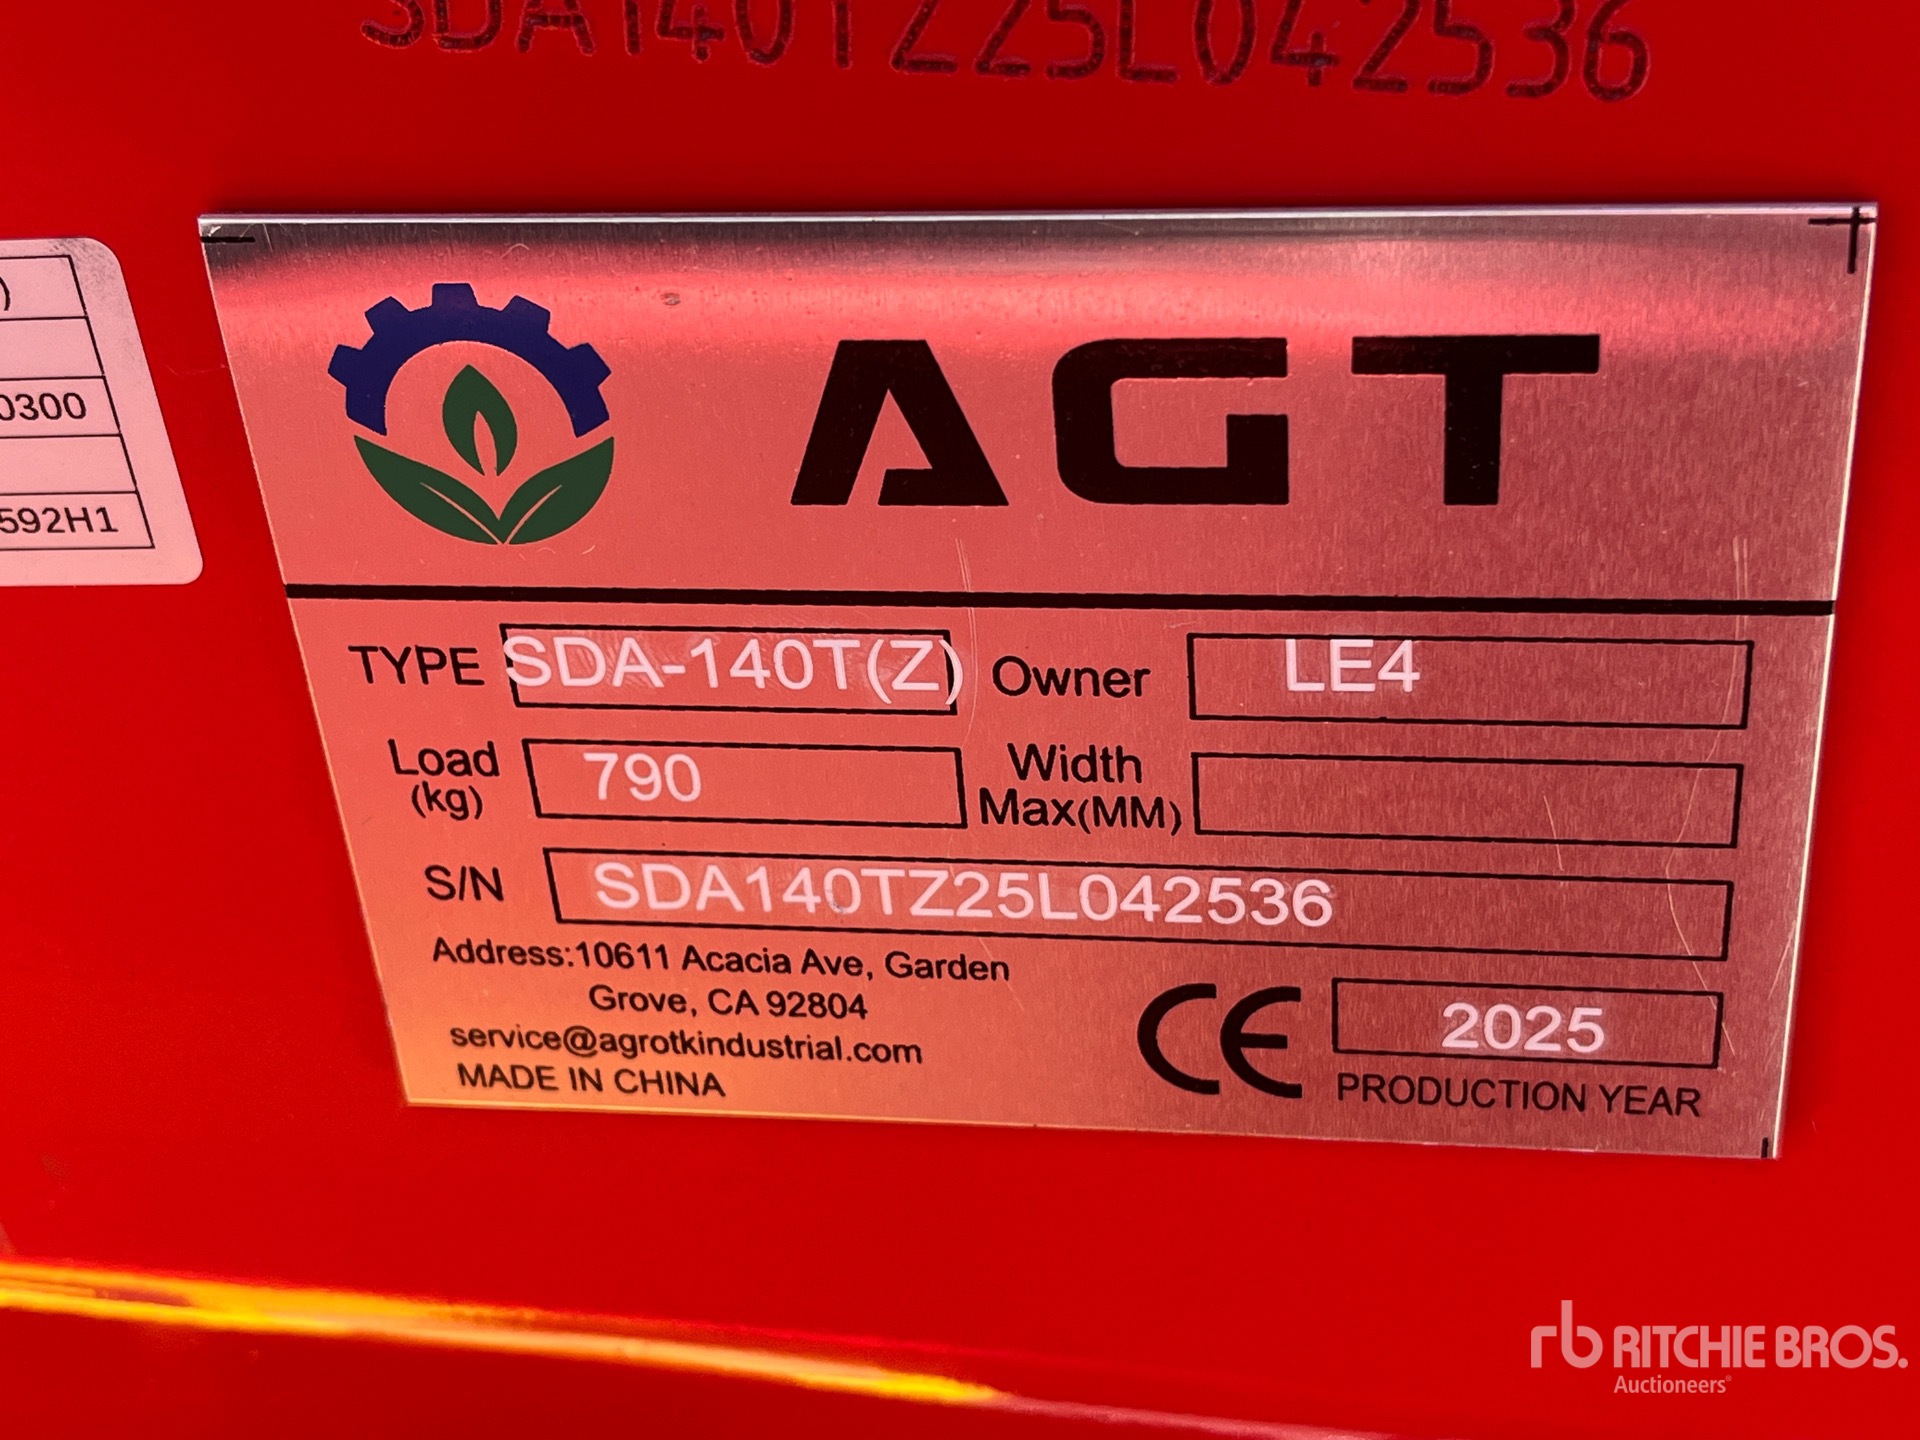 SDA140TZ25L042536
)
0300
592H1
AGT
TYPE SDA-140T(Z) Owner LE4
Load (kg) 790 Width Max(MM)
S/N SDA140TZ25L042536
Address:10611 Acacia Ave, Garden
Grove, CA 92804
service@agrotkindustrial.com
MADE IN CHINA
CE 2025
PRODUCTION YEAR
rb RITCHIE BROS.
Auctioneers®